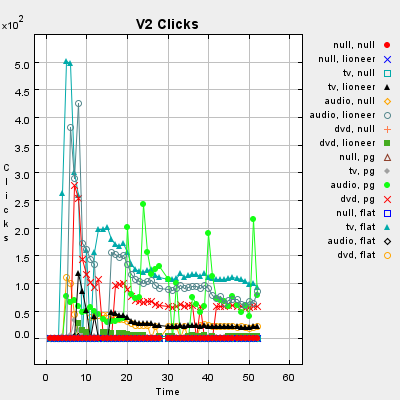 V2 Clicks
x10²
5.0
4.5
4.0
3.5
3.0
2.5
2.0
1.5
1.0
0.5
0.0
Clicks
0
10
20
30
40
50
60
Time
null, null
null, lioneer
tv, null
tv, lioneer
audio, null
audio, lioneer
dvd, null
dvd, lioneer
null, pg
tv, pg
audio, pg
dvd, pg
null, flat
tv, flat
audio, flat
dvd, flat